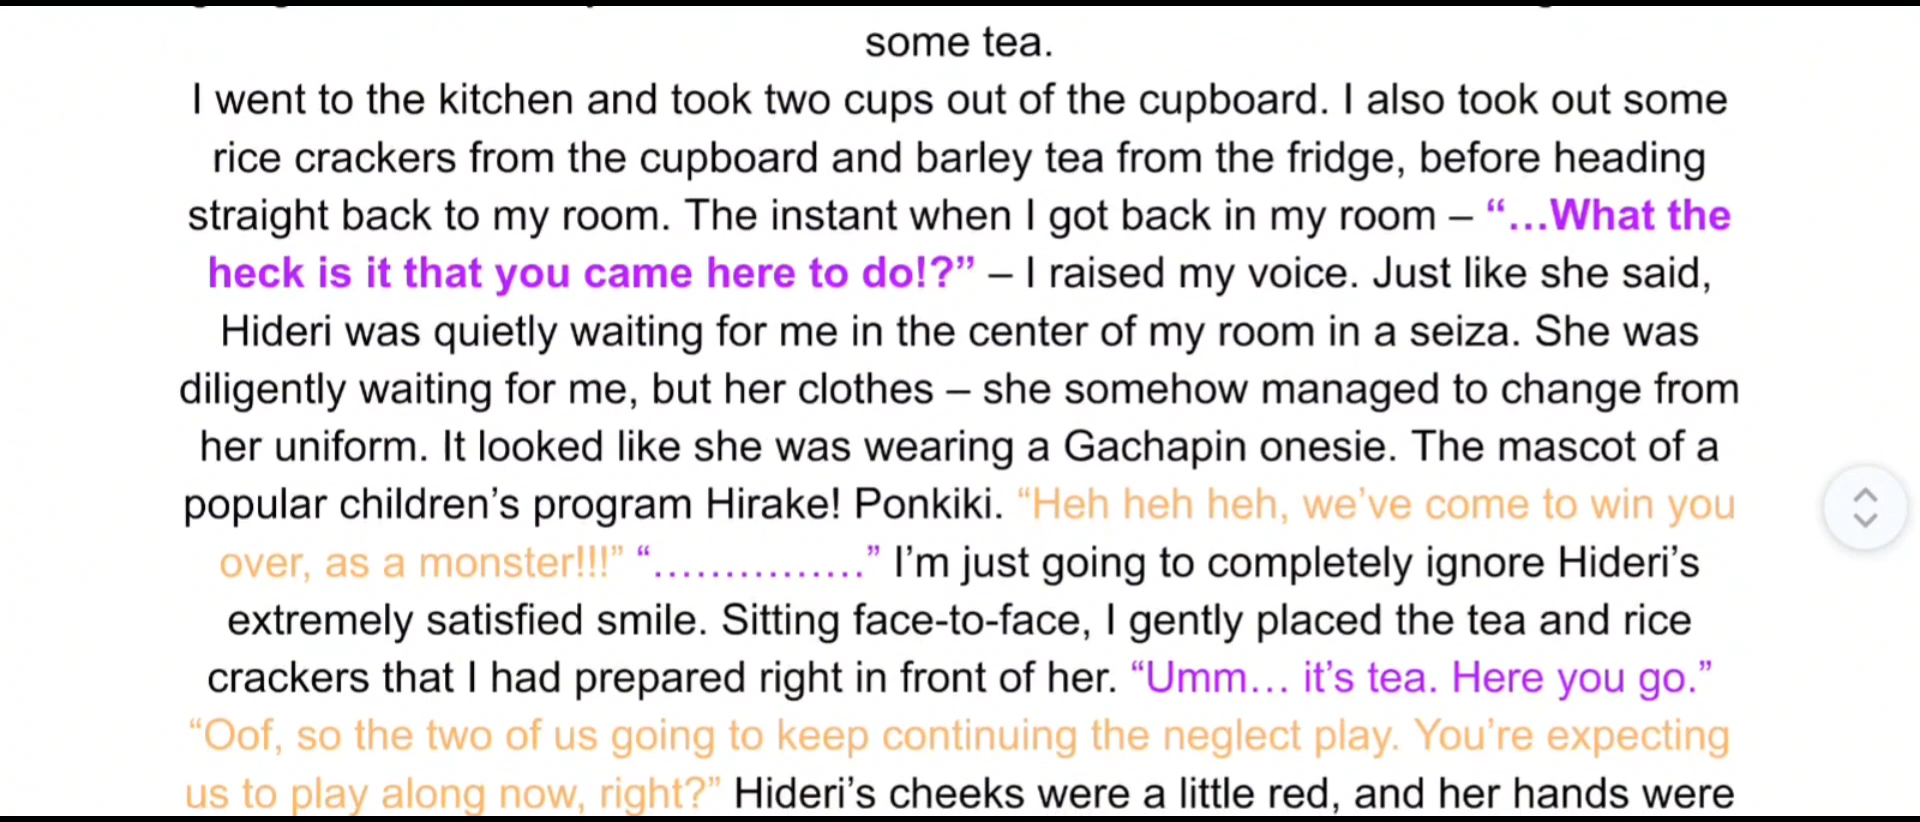 some tea.
I went to the kitchen and took two cups out of the cupboard. I also took out some
rice crackers from the cupboard and barley tea from the fridge, before heading
straight back to my room. The instant when I got back in my room – “…What the
heck is it that you came here to do!?” – I raised my voice. Just like she said,
Hideri was quietly waiting for me in the center of my room in a seiza. She was
diligently waiting for me, but her clothes – she somehow managed to change from
her uniform. It looked like she was wearing a Gachapin onesie. The mascot of a
popular children’s program Hirake! Ponkiki. “Heh heh heh, we’ve come to win you
over, as a monster!!!” “……………” I’m just going to completely ignore Hideri’s
extremely satisfied smile. Sitting face-to-face, I gently placed the tea and rice
crackers that I had prepared right in front of her. “Umm… it’s tea. Here you go.”
“Oof, so the two of us going to keep continuing the neglect play. You’re expecting
us to play along now, right?” Hideri’s cheeks were a little red, and her hands were